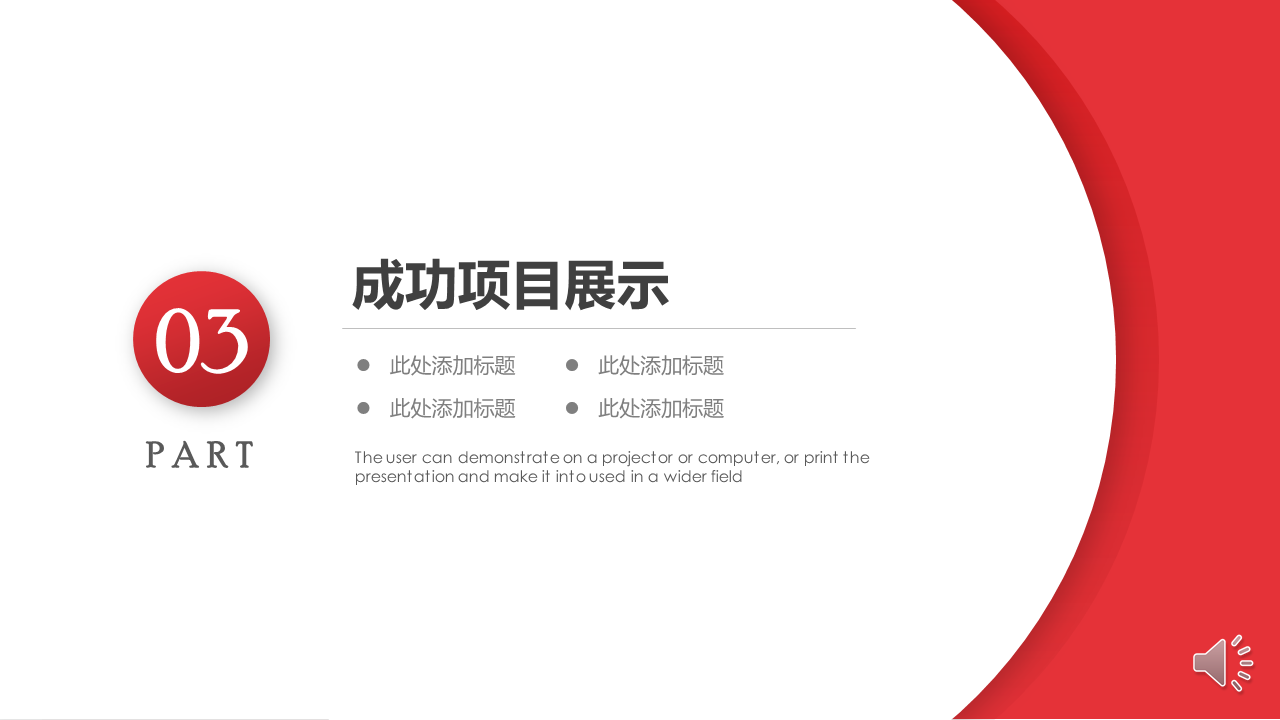 03
PART
成功项目展示
此处添加标题 此处添加标题
此处添加标题 此处添加标题
The user can demonstrate on a projector or computer, or print the
presentation and make it into used in a wider field